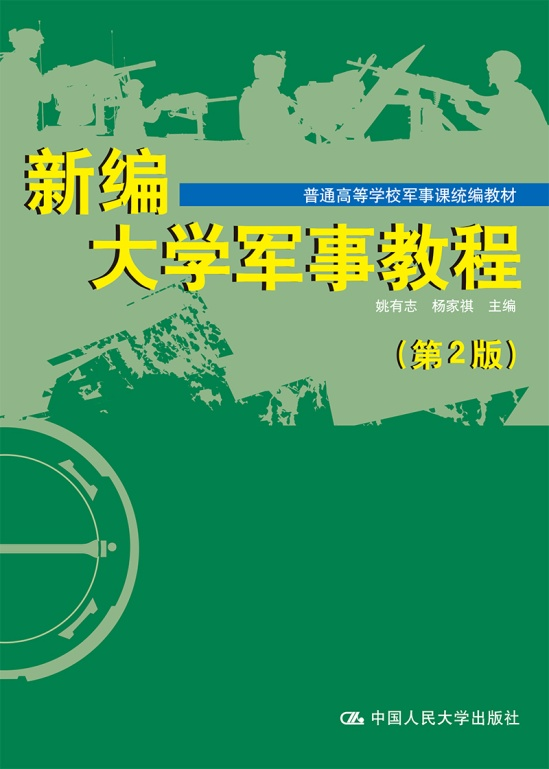 新编
普通高等学校军事课统编教材
大学军事教程
姚有志 杨家祺 主编
(第2版)
中国人民大学出版社